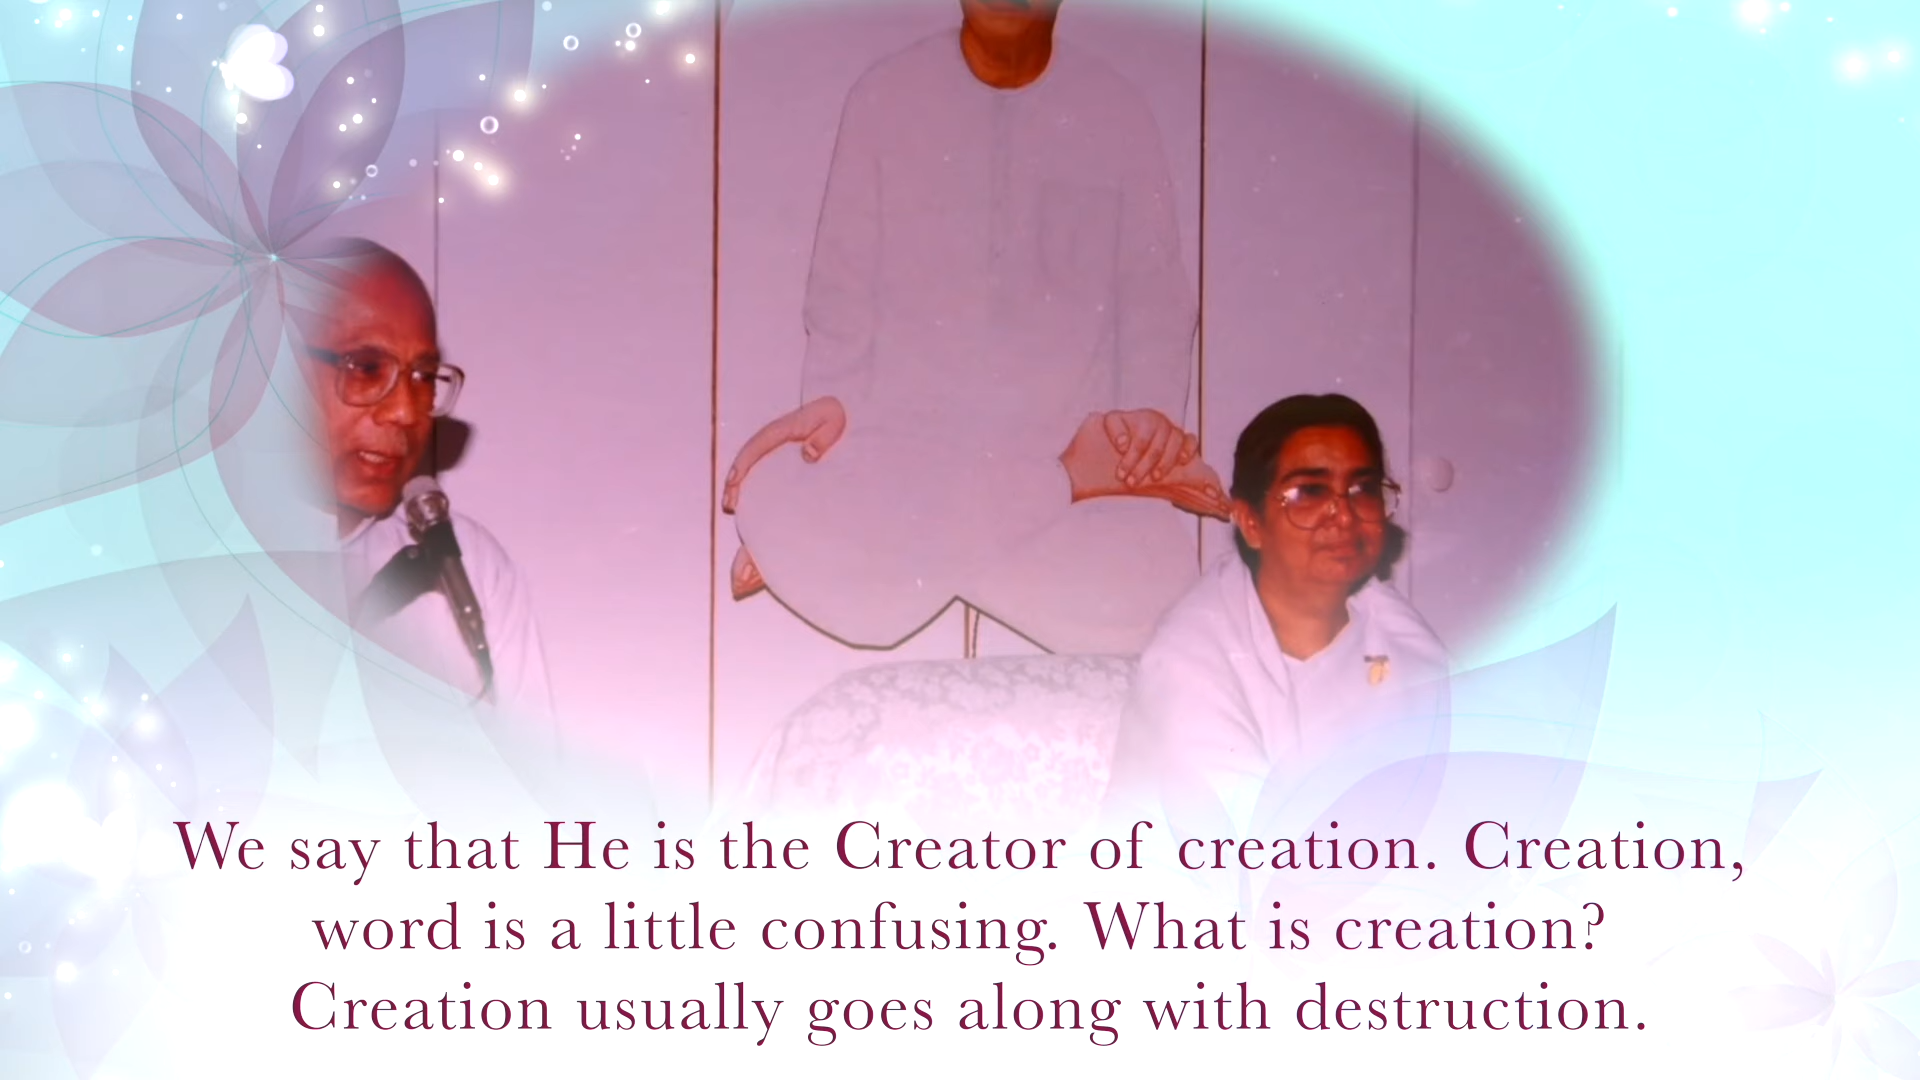 We say that He is the Creator of creation. Creation,
word is a little confusing. What is creation?
Creation usually goes along with destruction.